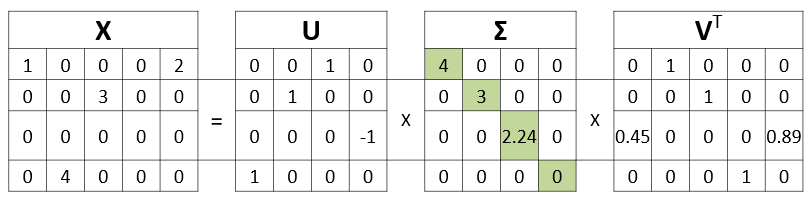 X U Σ Vᵀ
1 0 0 0 2 0 0 1 0 4 0 0 0 0 1 0 0 0
0 0 3 0 0 0 1 0 0 0 3 0 0 0 0 1 0 0
= x x
0 0 0 0 0 0 0 0 -1 0 0 2.24 0 0.45 0 0 0 0.89
0 4 0 0 0 1 0 0 0 0 0 0 0 0 0 0 1 0